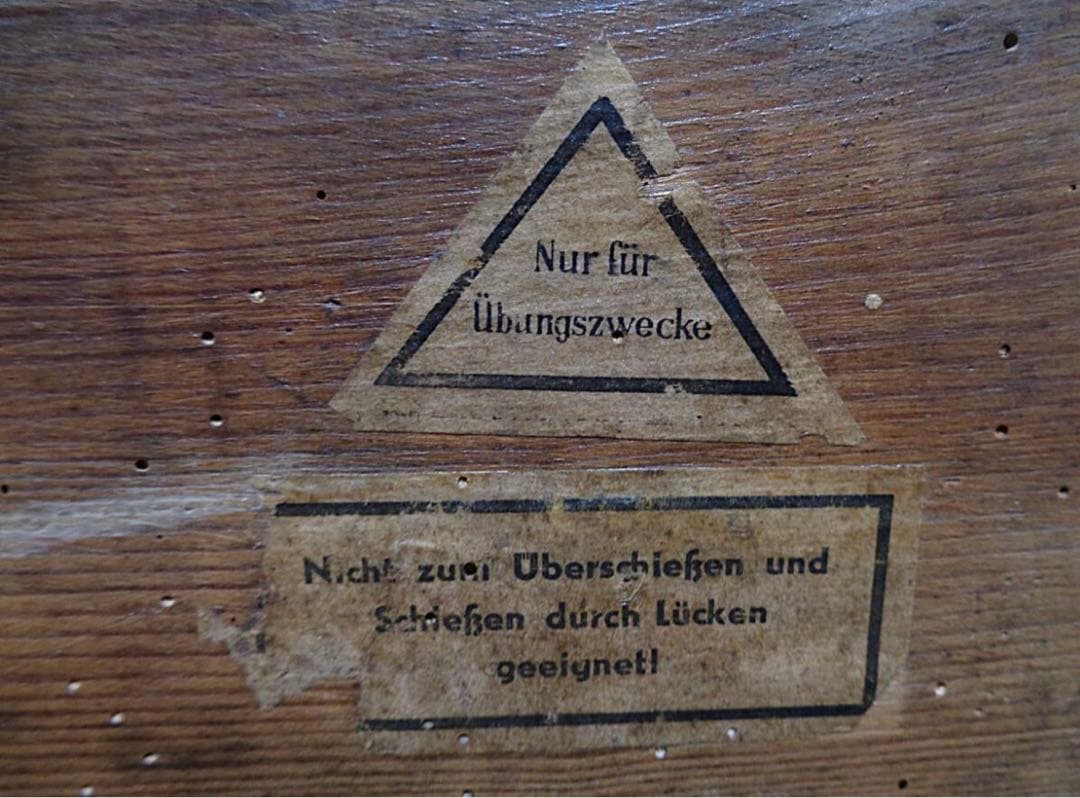 Nur für
Übungszwecke
Nicht zum Überschießen und
Schießen durch Lücken
geeignet!